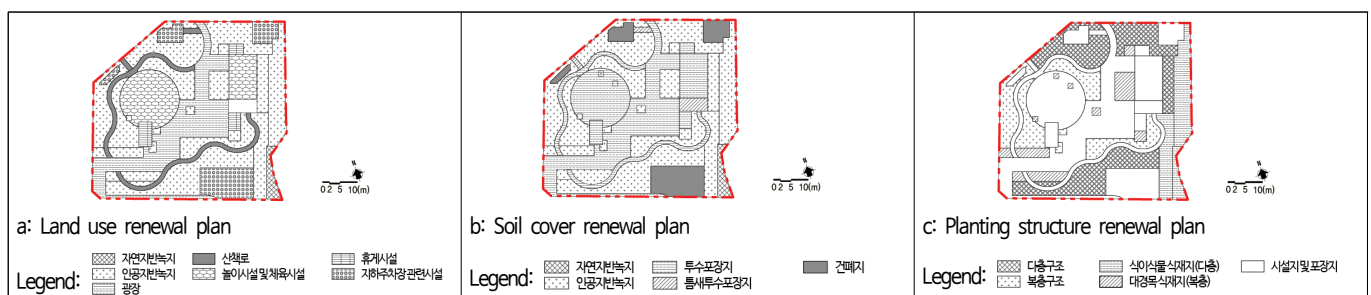 N
0 2 5 10(m)
a: Land use renewal plan
Legend:
자연지반녹지
산책로
휴게시설
인공지반녹지
놀이시설 및 체육시설
지하주차장 관련시설
광장
N
0 2 5 10(m)
b: Soil cover renewal plan
Legend:
자연지반녹지
투수포장지
건폐지
인공지반녹지
틈새투수포장지
N
0 2 5 10(m)
c: Planting structure renewal plan
Legend:
다층구조
식이식물 식재지(다층)
시설지 및 포장지
복층구조
대경목 식재지(복층)